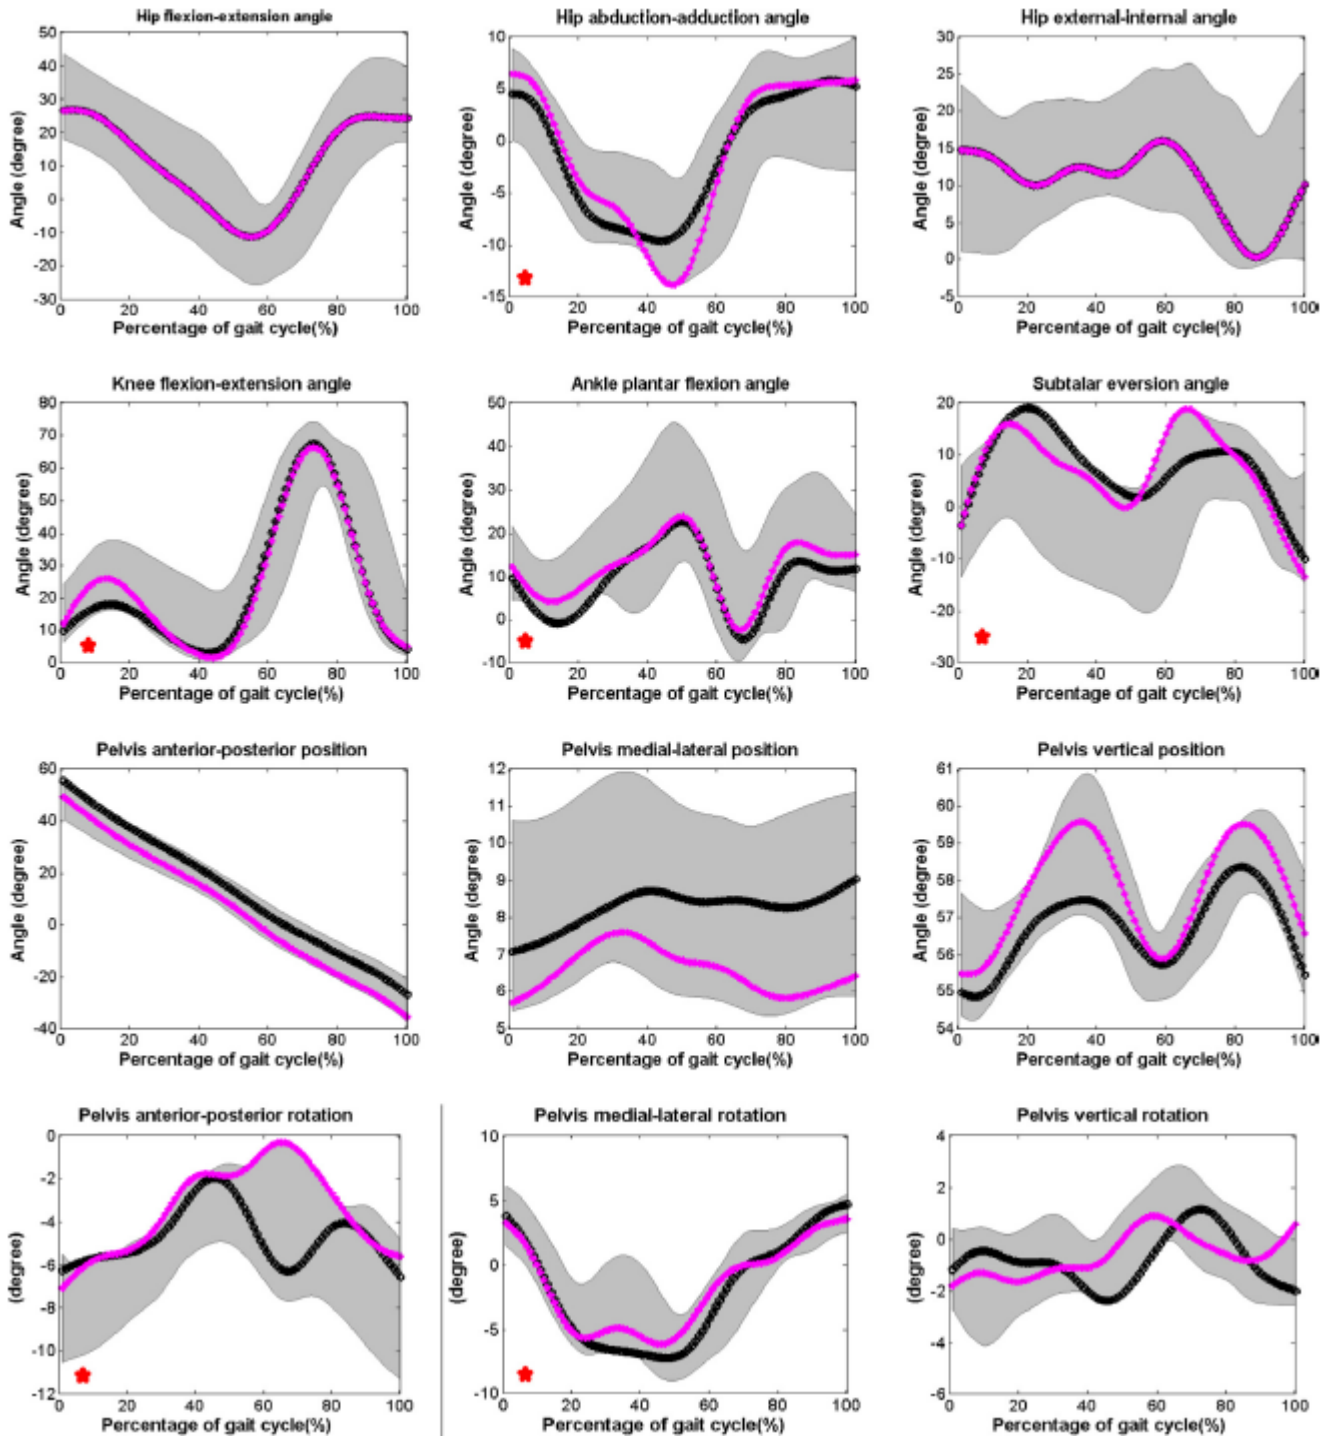 Hip flexion-extension angle
50
40
30
20
10
0
-10
-20
-30
0 20 40 60 80 100
Angle (degree)
Percentage of gait cycle(%)
Hip abduction-adduction angle
10
5
0
-5
-10
-15
0 20 40 60 80 100
Angle (degree)
Percentage of gait cycle(%)
Hip external-internal angle
30
25
20
15
10
5
0
-5
0 20 40 60 80 100
Angle (degree)
Percentage of gait cycle(%)
Knee flexion-extension angle
80
70
60
50
40
30
20
10
0
0 20 40 60 80 100
Angle (degree)
Percentage of gait cycle(%)
Ankle plantar flexion angle
50
40
30
20
10
0
-10
0 20 40 60 80 100
Angle (degree)
Percentage of gait cycle(%)
Subtalar eversion angle
20
10
0
-10
-20
-30
0 20 40 60 80 100
Angle (degree)
Percentage of gait cycle(%)
Pelvis anterior-posterior position
60
40
20
0
-20
-40
0 20 40 60 80 100
Angle (degree)
Percentage of gait cycle(%)
Pelvis medial-lateral position
12
11
10
9
8
7
6
5
0 20 40 60 80 100
Angle (degree)
Percentage of gait cycle(%)
Pelvis vertical position
61
60
59
58
57
56
55
54
0 20 40 60 80 100
Angle (degree)
Percentage of gait cycle(%)
Pelvis anterior-posterior rotation
0
-2
-4
-6
-8
-10
-12
0 20 40 60 80 100
(degree)
Percentage of gait cycle(%)
Pelvis medial-lateral rotation
10
5
0
-5
-10
0 20 40 60 80 100
(degree)
Percentage of gait cycle(%)
Pelvis vertical rotation
4
2
0
-2
-4
-6
0 20 40 60 80 100
(degree)
Percentage of gait cycle(%)